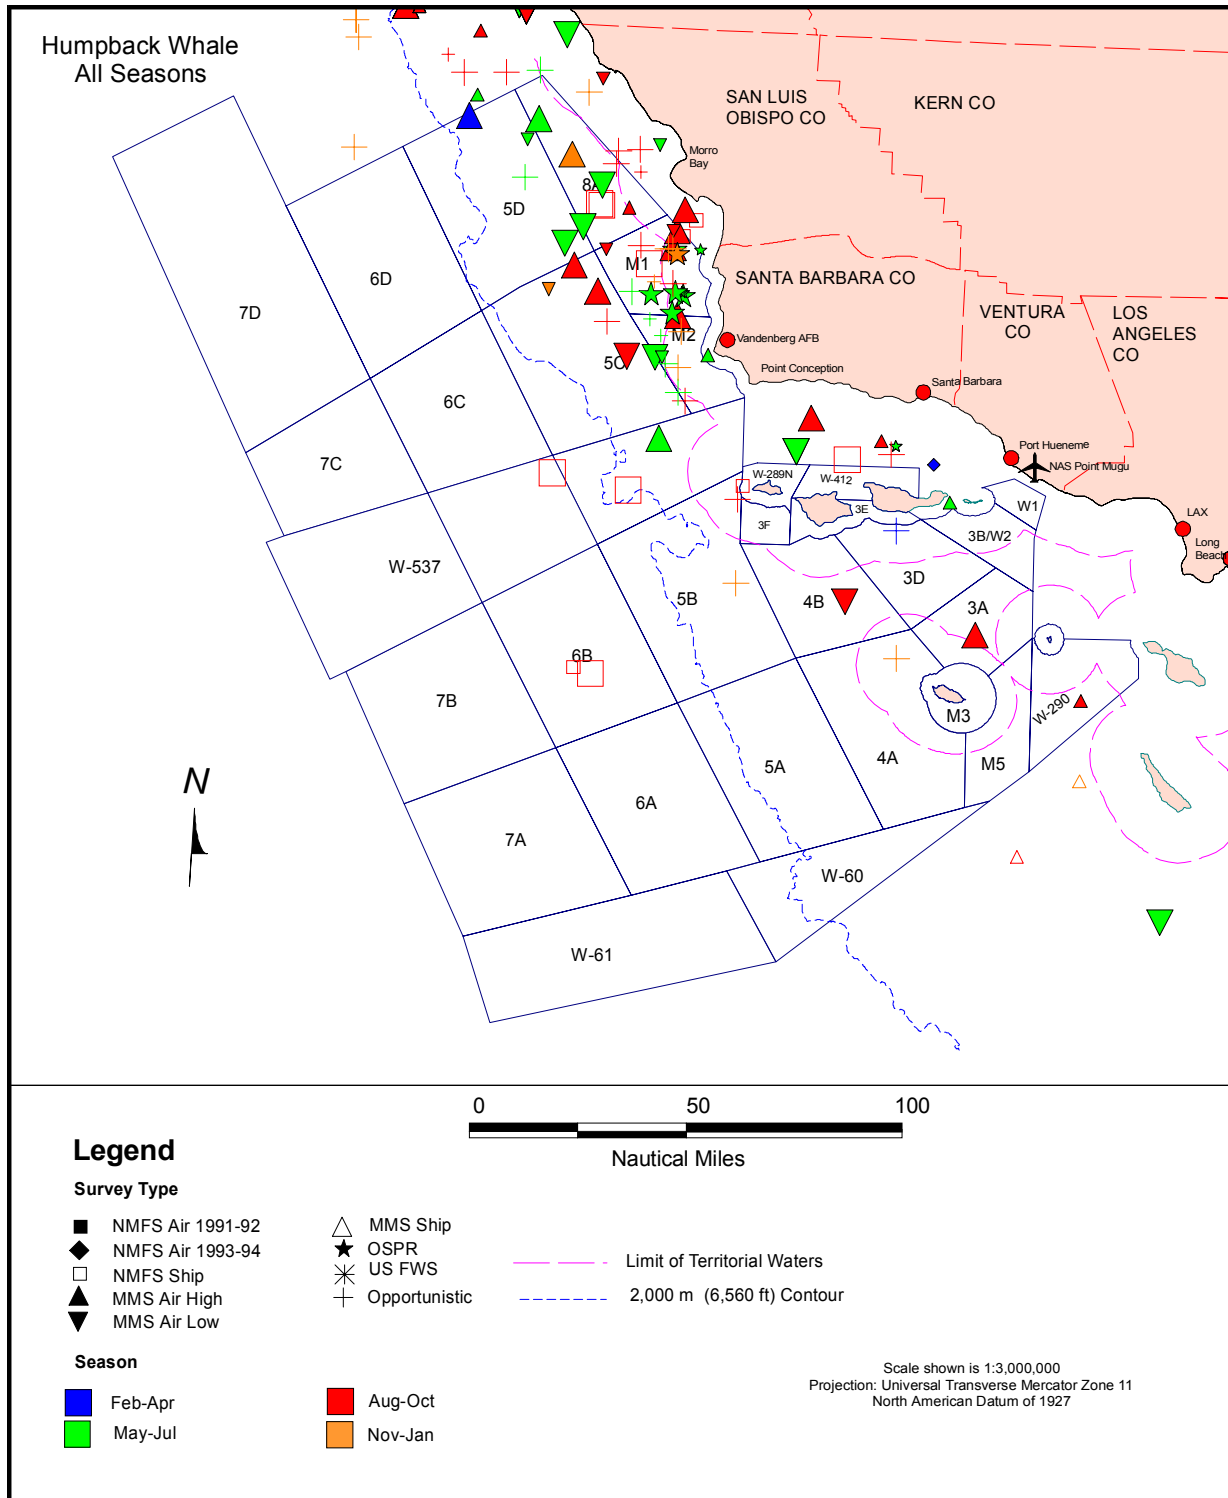 Humpback Whale
All Seasons
SAN LUIS
OBISPO CO
KERN CO
Morro
Bay
8A
5D
6D
7D
M1
SANTA BARBARA CO
VENTURA
CO
LOS
ANGELES
CO
M2
Vandenberg AFB
5C
Point Conception
Santa Barbara
6C
7C
Port Hueneme
NAS Point Mugu
W-289N
W-412
W1
3E
3F
LAX
Long
Beach
3B/W2
W-537
5B
4B
3D
3A
6B
7B
M3
W-290
5A
4A
M5
N
6A
7A
W-60
W-61
0 50 100
Nautical Miles
Legend
Survey Type
NMFS Air 1991-92
NMFS Air 1993-94
NMFS Ship
MMS Air High
MMS Air Low
MMS Ship
OSPR
US FWS
Opportunistic
Limit of Territorial Waters
2,000 m (6,560 ft) Contour
Season
Feb-Apr
May-Jul
Aug-Oct
Nov-Jan
Scale shown is 1:3,000,000
Projection: Universal Transverse Mercator Zone 11
North American Datum of 1927